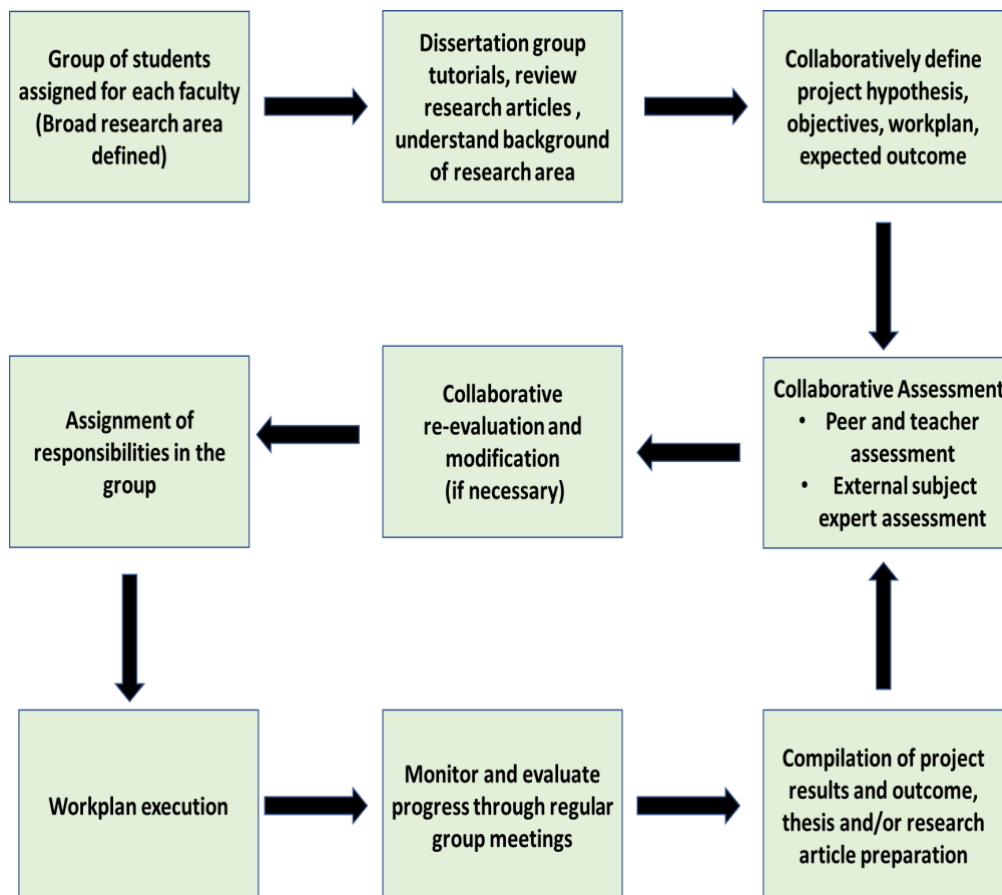 Group of students
assigned for each faculty
(Broad research area
defined)
Dissertation group
tutorials, review
research articles ,
understand background
of research area
Collaboratively define
project hypothesis,
objectives, workplan,
expected outcome
Collaborative Assessment
• Peer and teacher
assessment
• External subject
expert assessment
Collaborative
re-evaluation and
modification
(if necessary)
Assignment of
responsibilities in the
group
Workplan execution
Monitor and evaluate
progress through regular
group meetings
Compilation of project
results and outcome,
thesis and/or research
article preparation